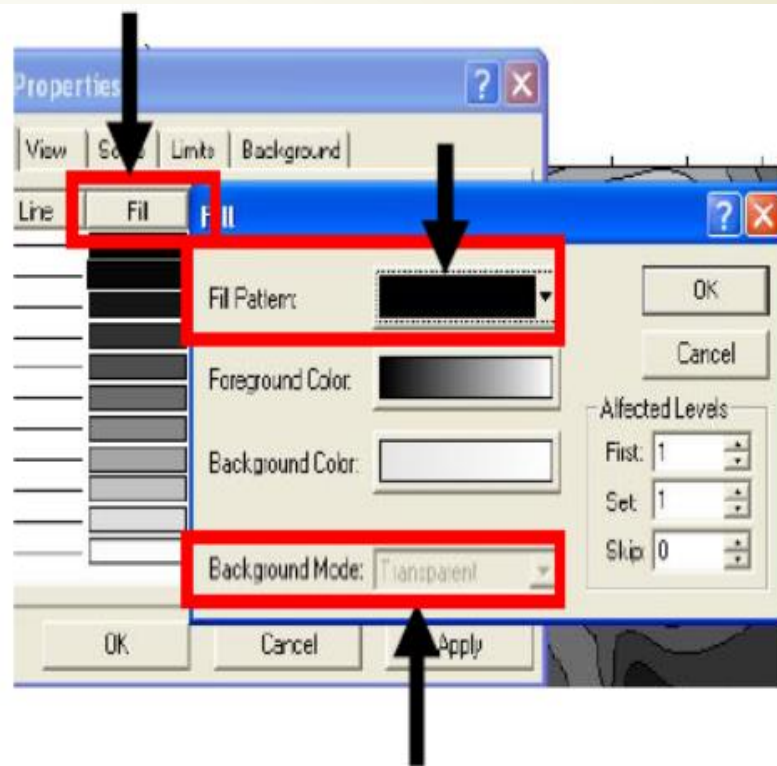 Properties
View
Limits
Background
Line
Fill
Fill
Fill Pattern:
OK
Foreground Color:
Cancel
Affected Levels
Background Color:
First: 1
Set: 1
Skip: 0
Background Mode: Transparent
OK
Cancel
Apply